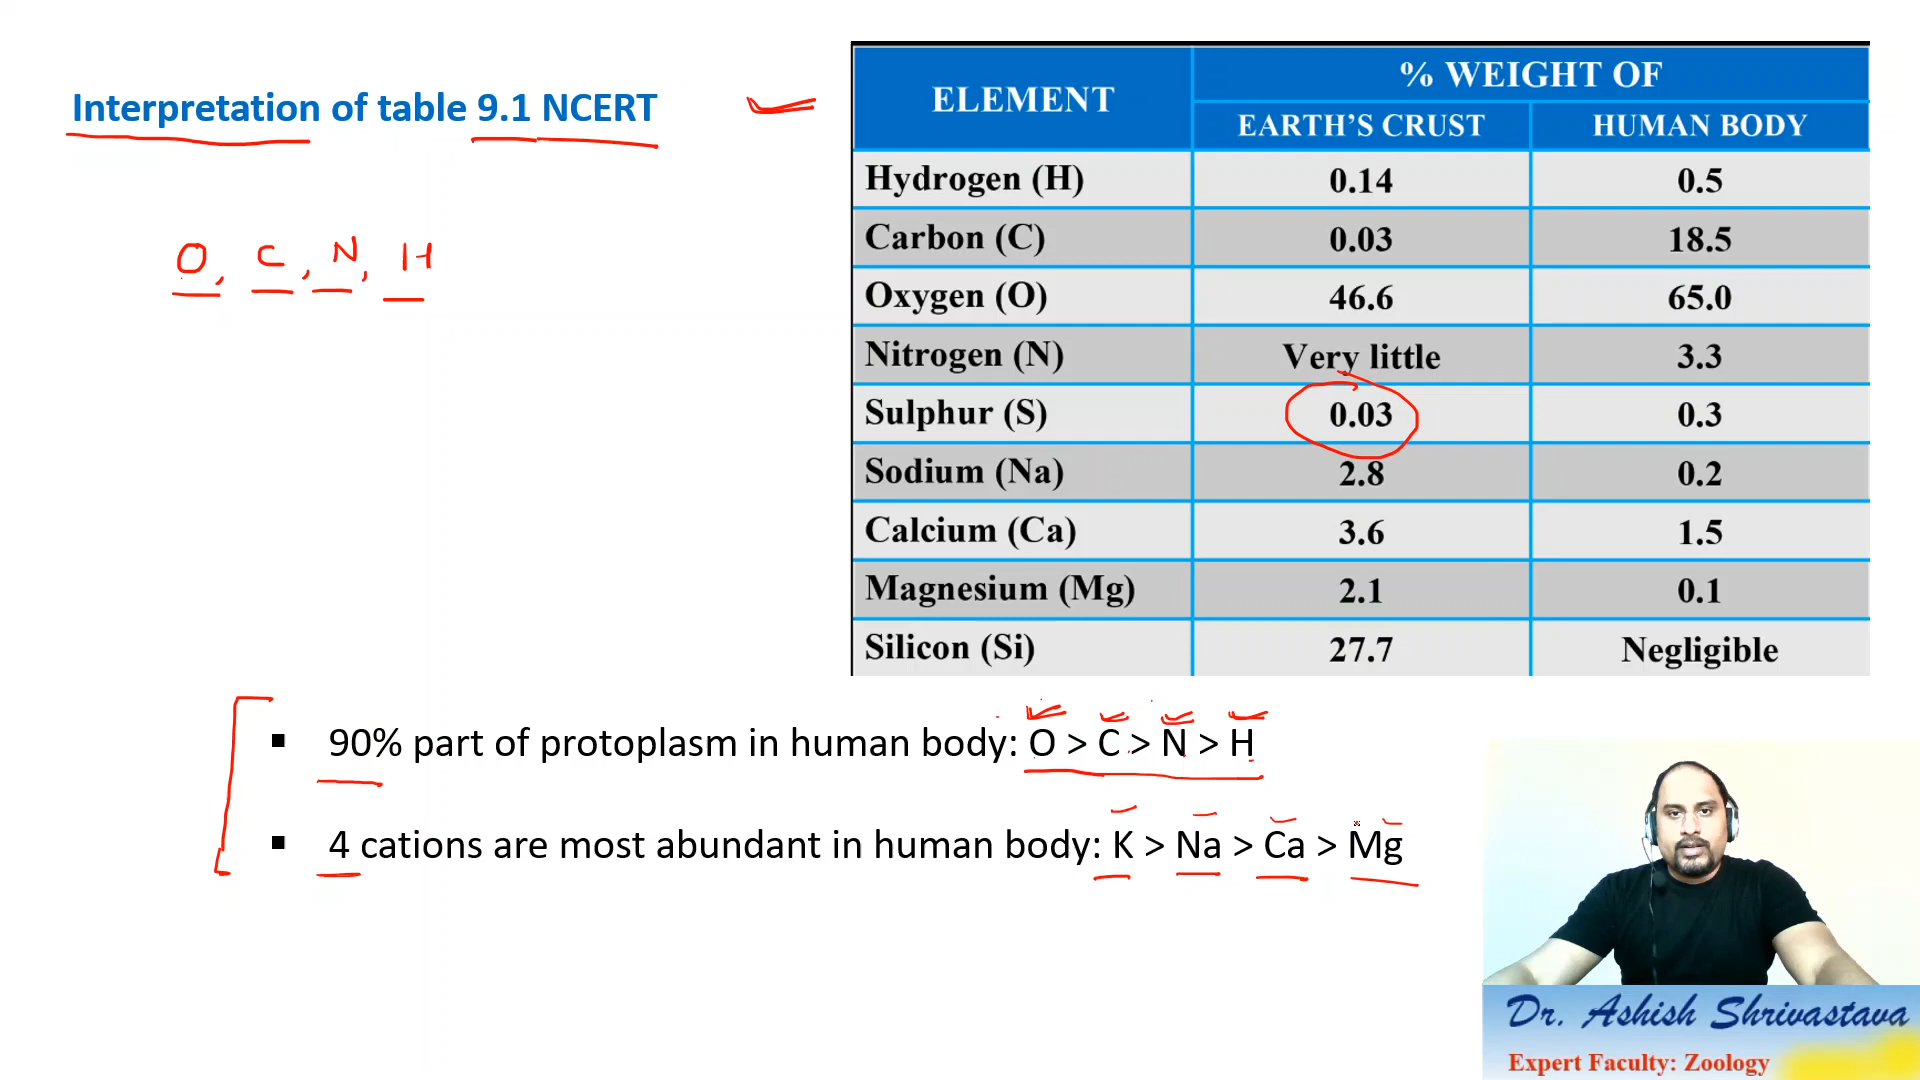 Interpretation of table 9.1 NCERT
O, C, N, H
ELEMENT % WEIGHT OF
EARTH'S CRUST HUMAN BODY
Hydrogen (H) 0.14 0.5
Carbon (C) 0.03 18.5
Oxygen (O) 46.6 65.0
Nitrogen (N) Very little 3.3
Sulphur (S) 0.03 0.3
Sodium (Na) 2.8 0.2
Calcium (Ca) 3.6 1.5
Magnesium (Mg) 2.1 0.1
Silicon (Si) 27.7 Negligible
▪ 90% part of protoplasm in human body: O > C > N > H
▪ 4 cations are most abundant in human body: K > Na > Ca > Mg
Dr. Ashish Shrivastava
Expert Faculty: Zoology